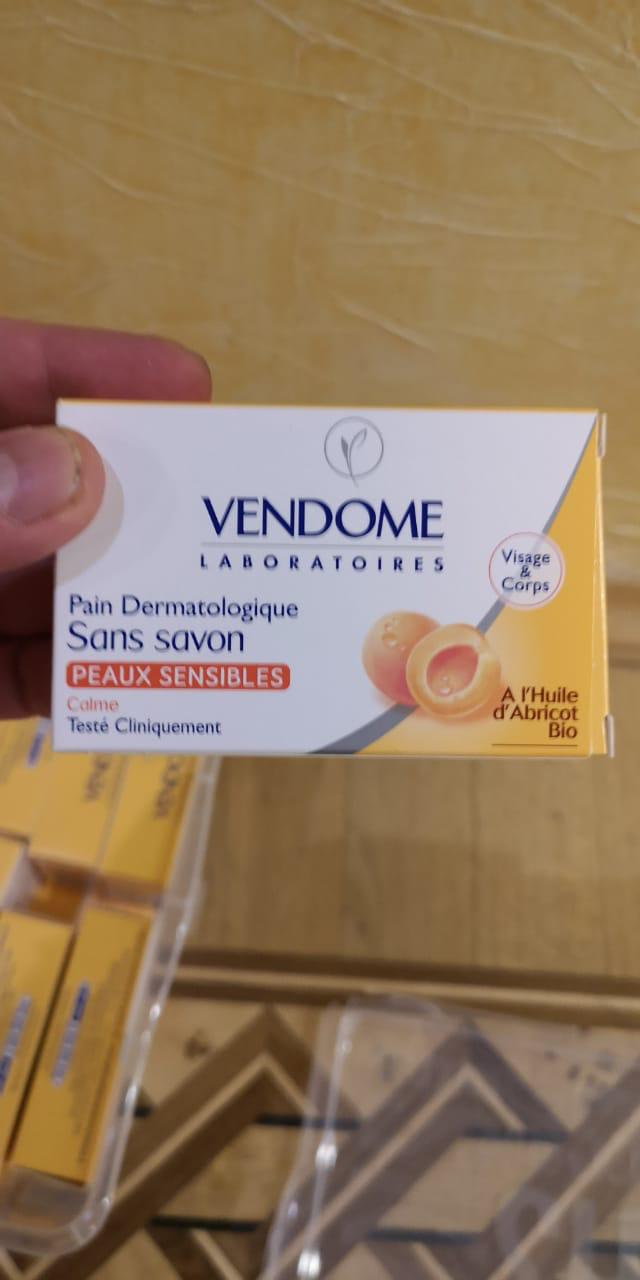 VENDOME
LABORATOIRES
Visage
&
Corps
Pain Dermatologique
Sans savon
PEAUX SENSIBLES
Calme
Testé Cliniquement
A l'Huile
d'Abricot
Bio